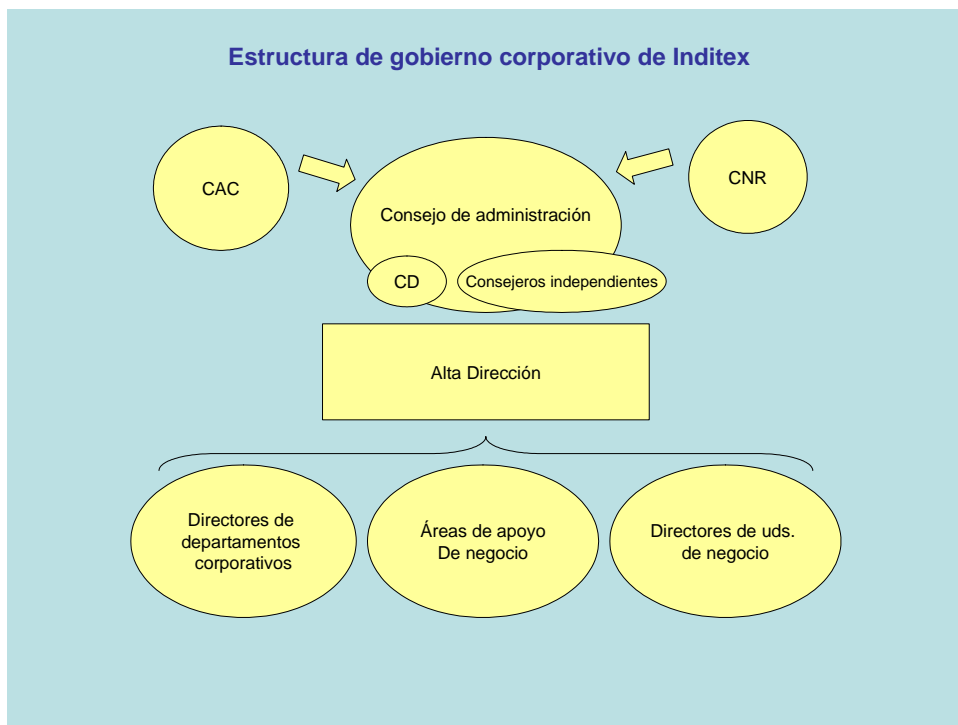 Estructura de gobierno corporativo de Inditex
CAC
CNR
Consejo de administración
CD
Consejeros independientes
Alta Dirección
Directores de
departamentos
corporativos
Áreas de apoyo
De negocio
Directores de uds.
de negocio